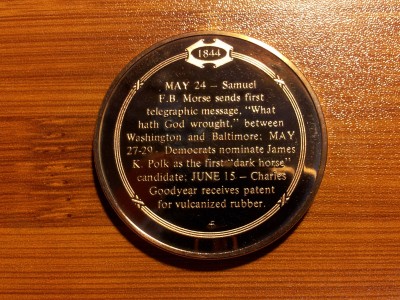 1844
MAY 24 – Samuel
F.B. Morse sends first
telegraphic message, "What
hath God wrought," between
Washington and Baltimore; MAY
27-29 – Democrats nominate James
K. Polk as the first "dark horse"
candidate; JUNE 15 – Charles
Goodyear receives patent
for vulcanized rubber.